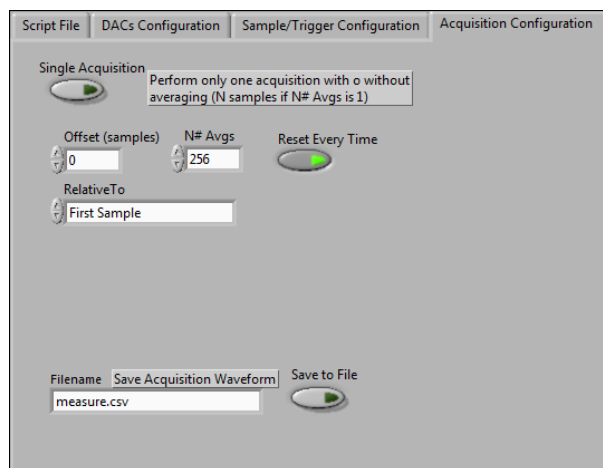 Script File
DACs Configuration
Sample/Trigger Configuration
Acquisition Configuration
Single Acquisition
Perform only one acquisition with o without
averaging (N samples if N# Avgs is 1)
Offset (samples)
N# Avgs
Reset Every Time
0
256
RelativeTo
First Sample
Filename
Save Acquisition Waveform
Save to File
measure.csv